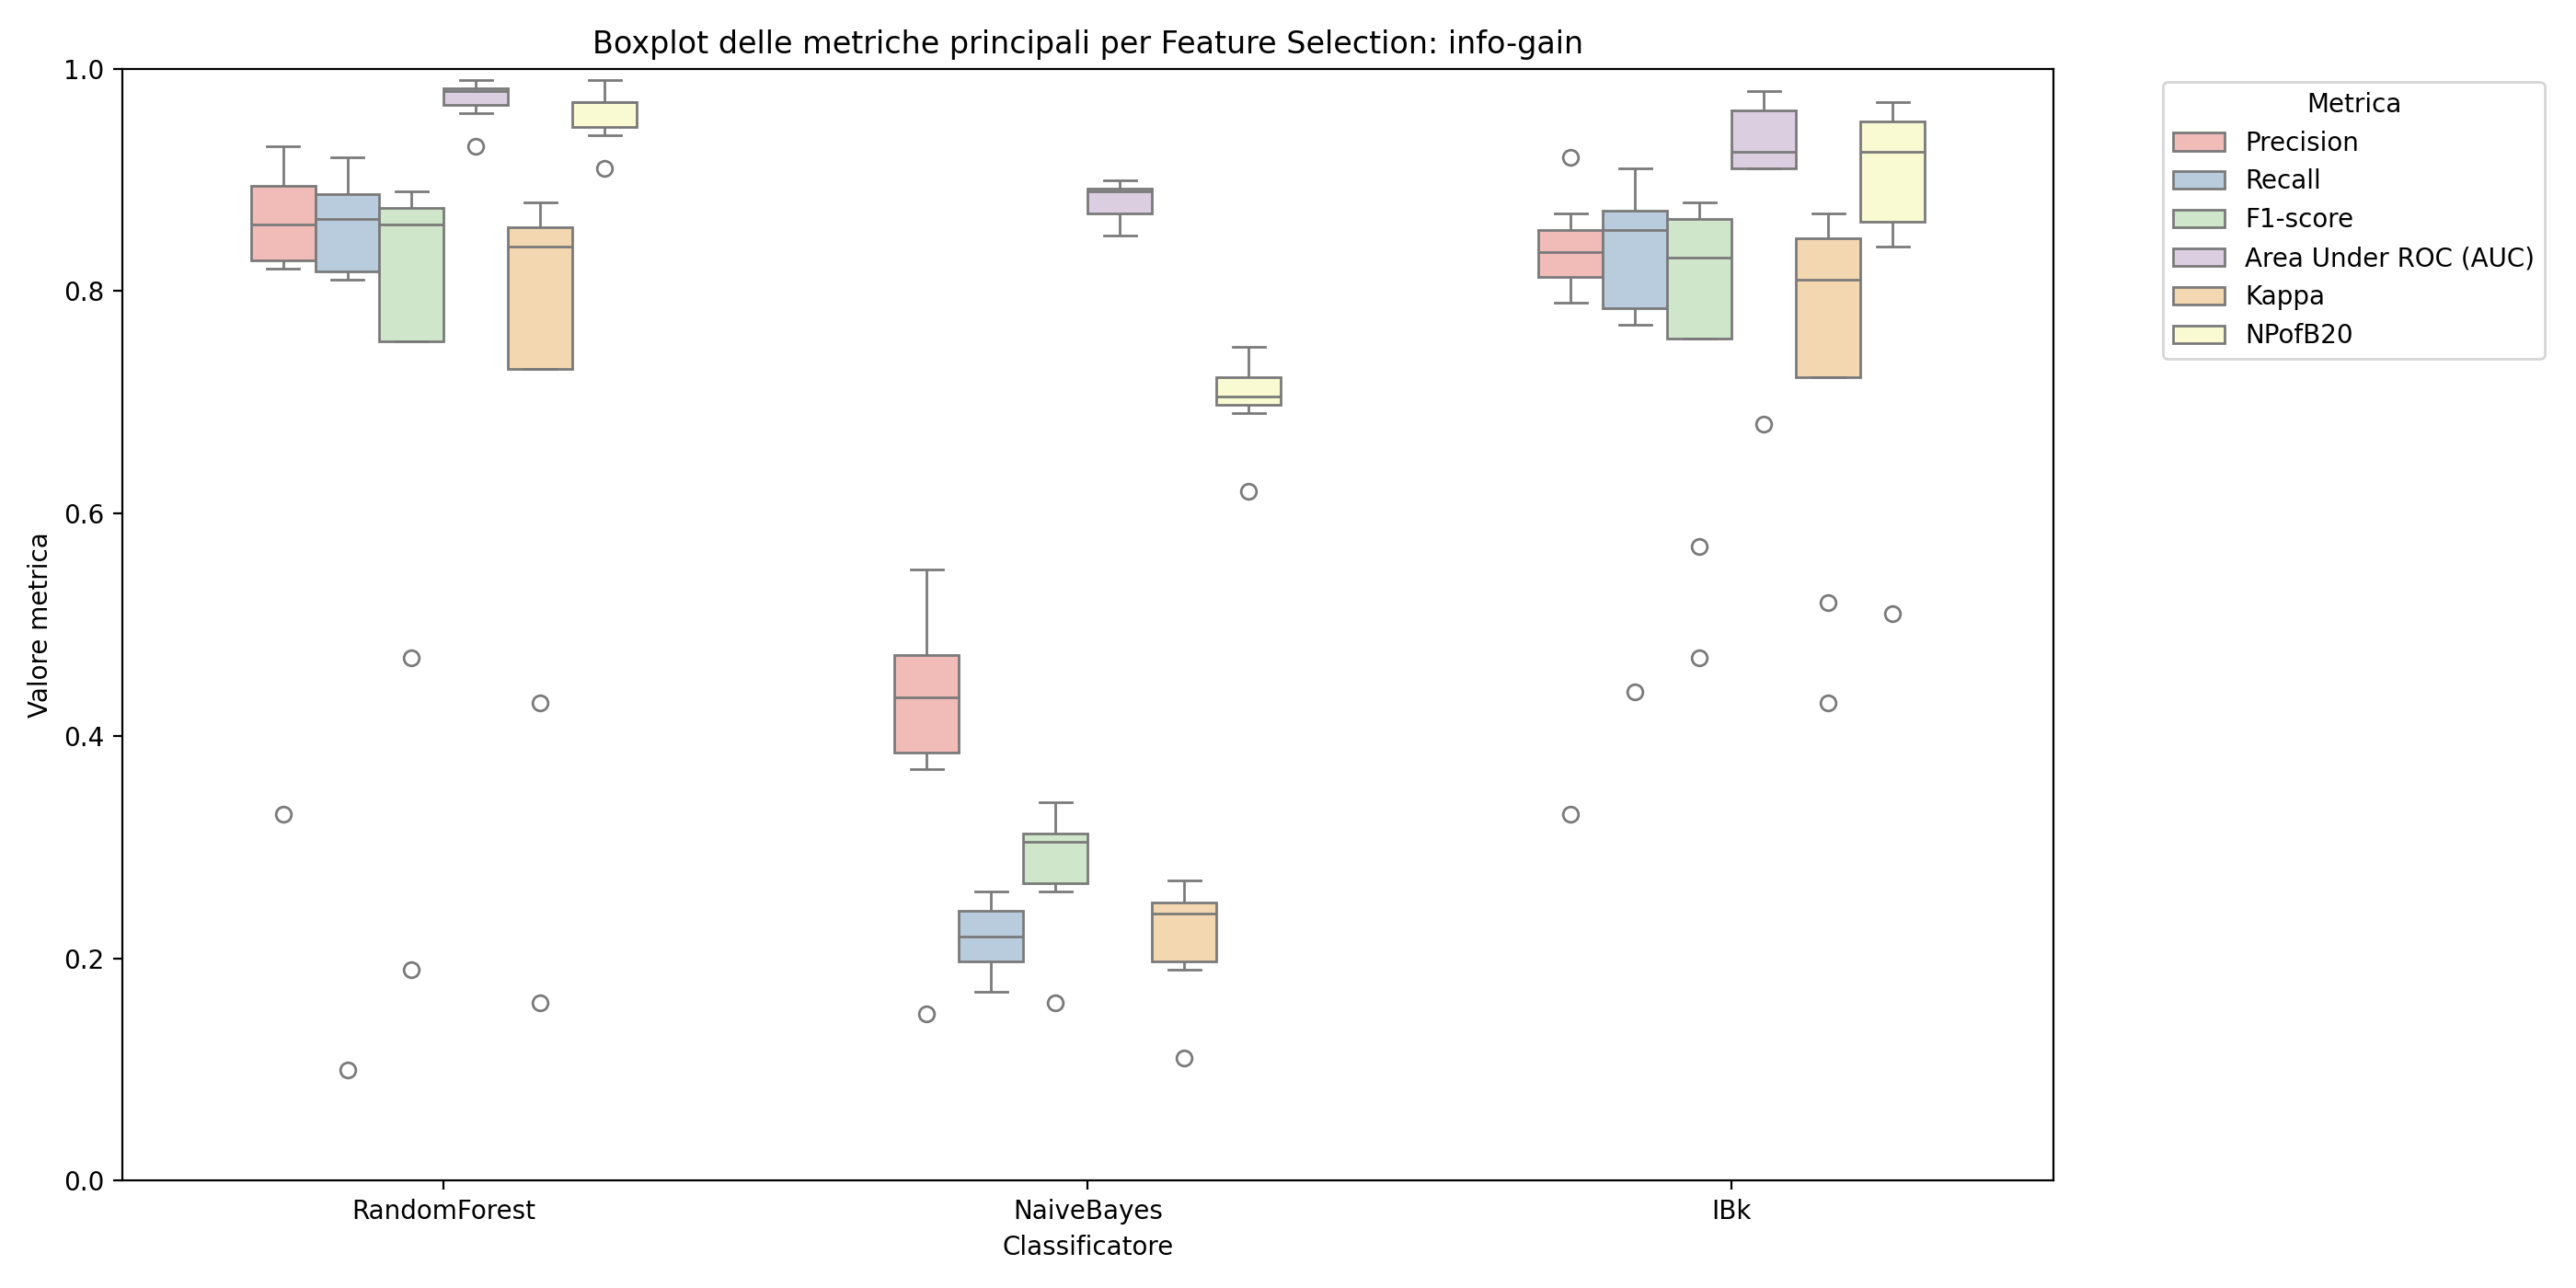 Boxplot delle metriche principali per Feature Selection: info-gain
1.0
0.8
0.6
0.4
0.2
0.0
Valore metrica
RandomForest
NaiveBayes
IBk
Classificatore
Metrica
Precision
Recall
F1-score
Area Under ROC (AUC)
Kappa
NPofB20